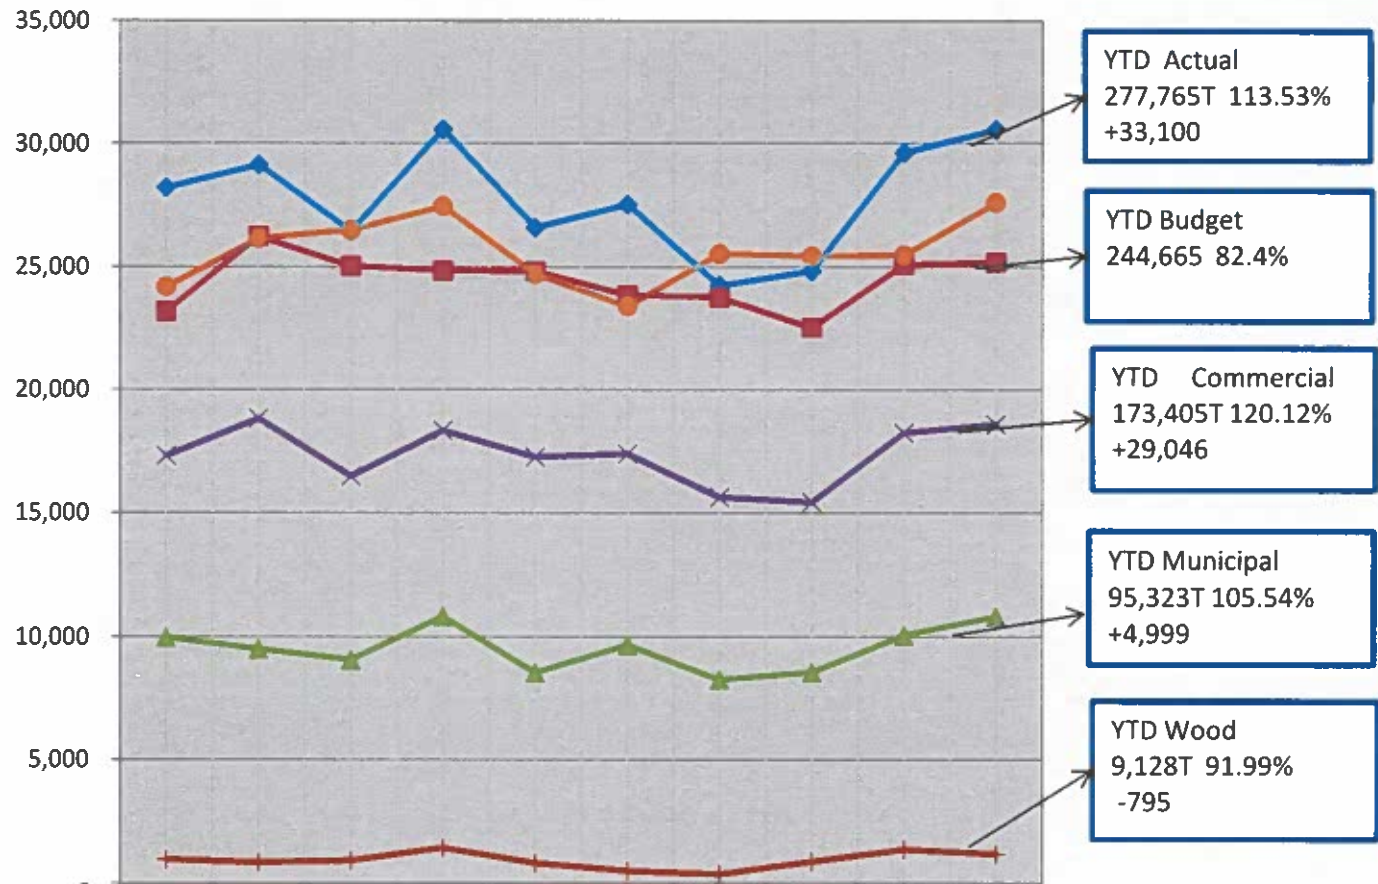 35,000
30,000
25,000
20,000
15,000
10,000
5,000
YTD Actual
277,765T 113.53%
+33,100
YTD Budget
244,665 82.4%
YTD Commercial
173,405T 120.12%
+29,046
YTD Municipal
95,323T 105.54%
+4,999
YTD Wood
9,128T 91.99%
-795